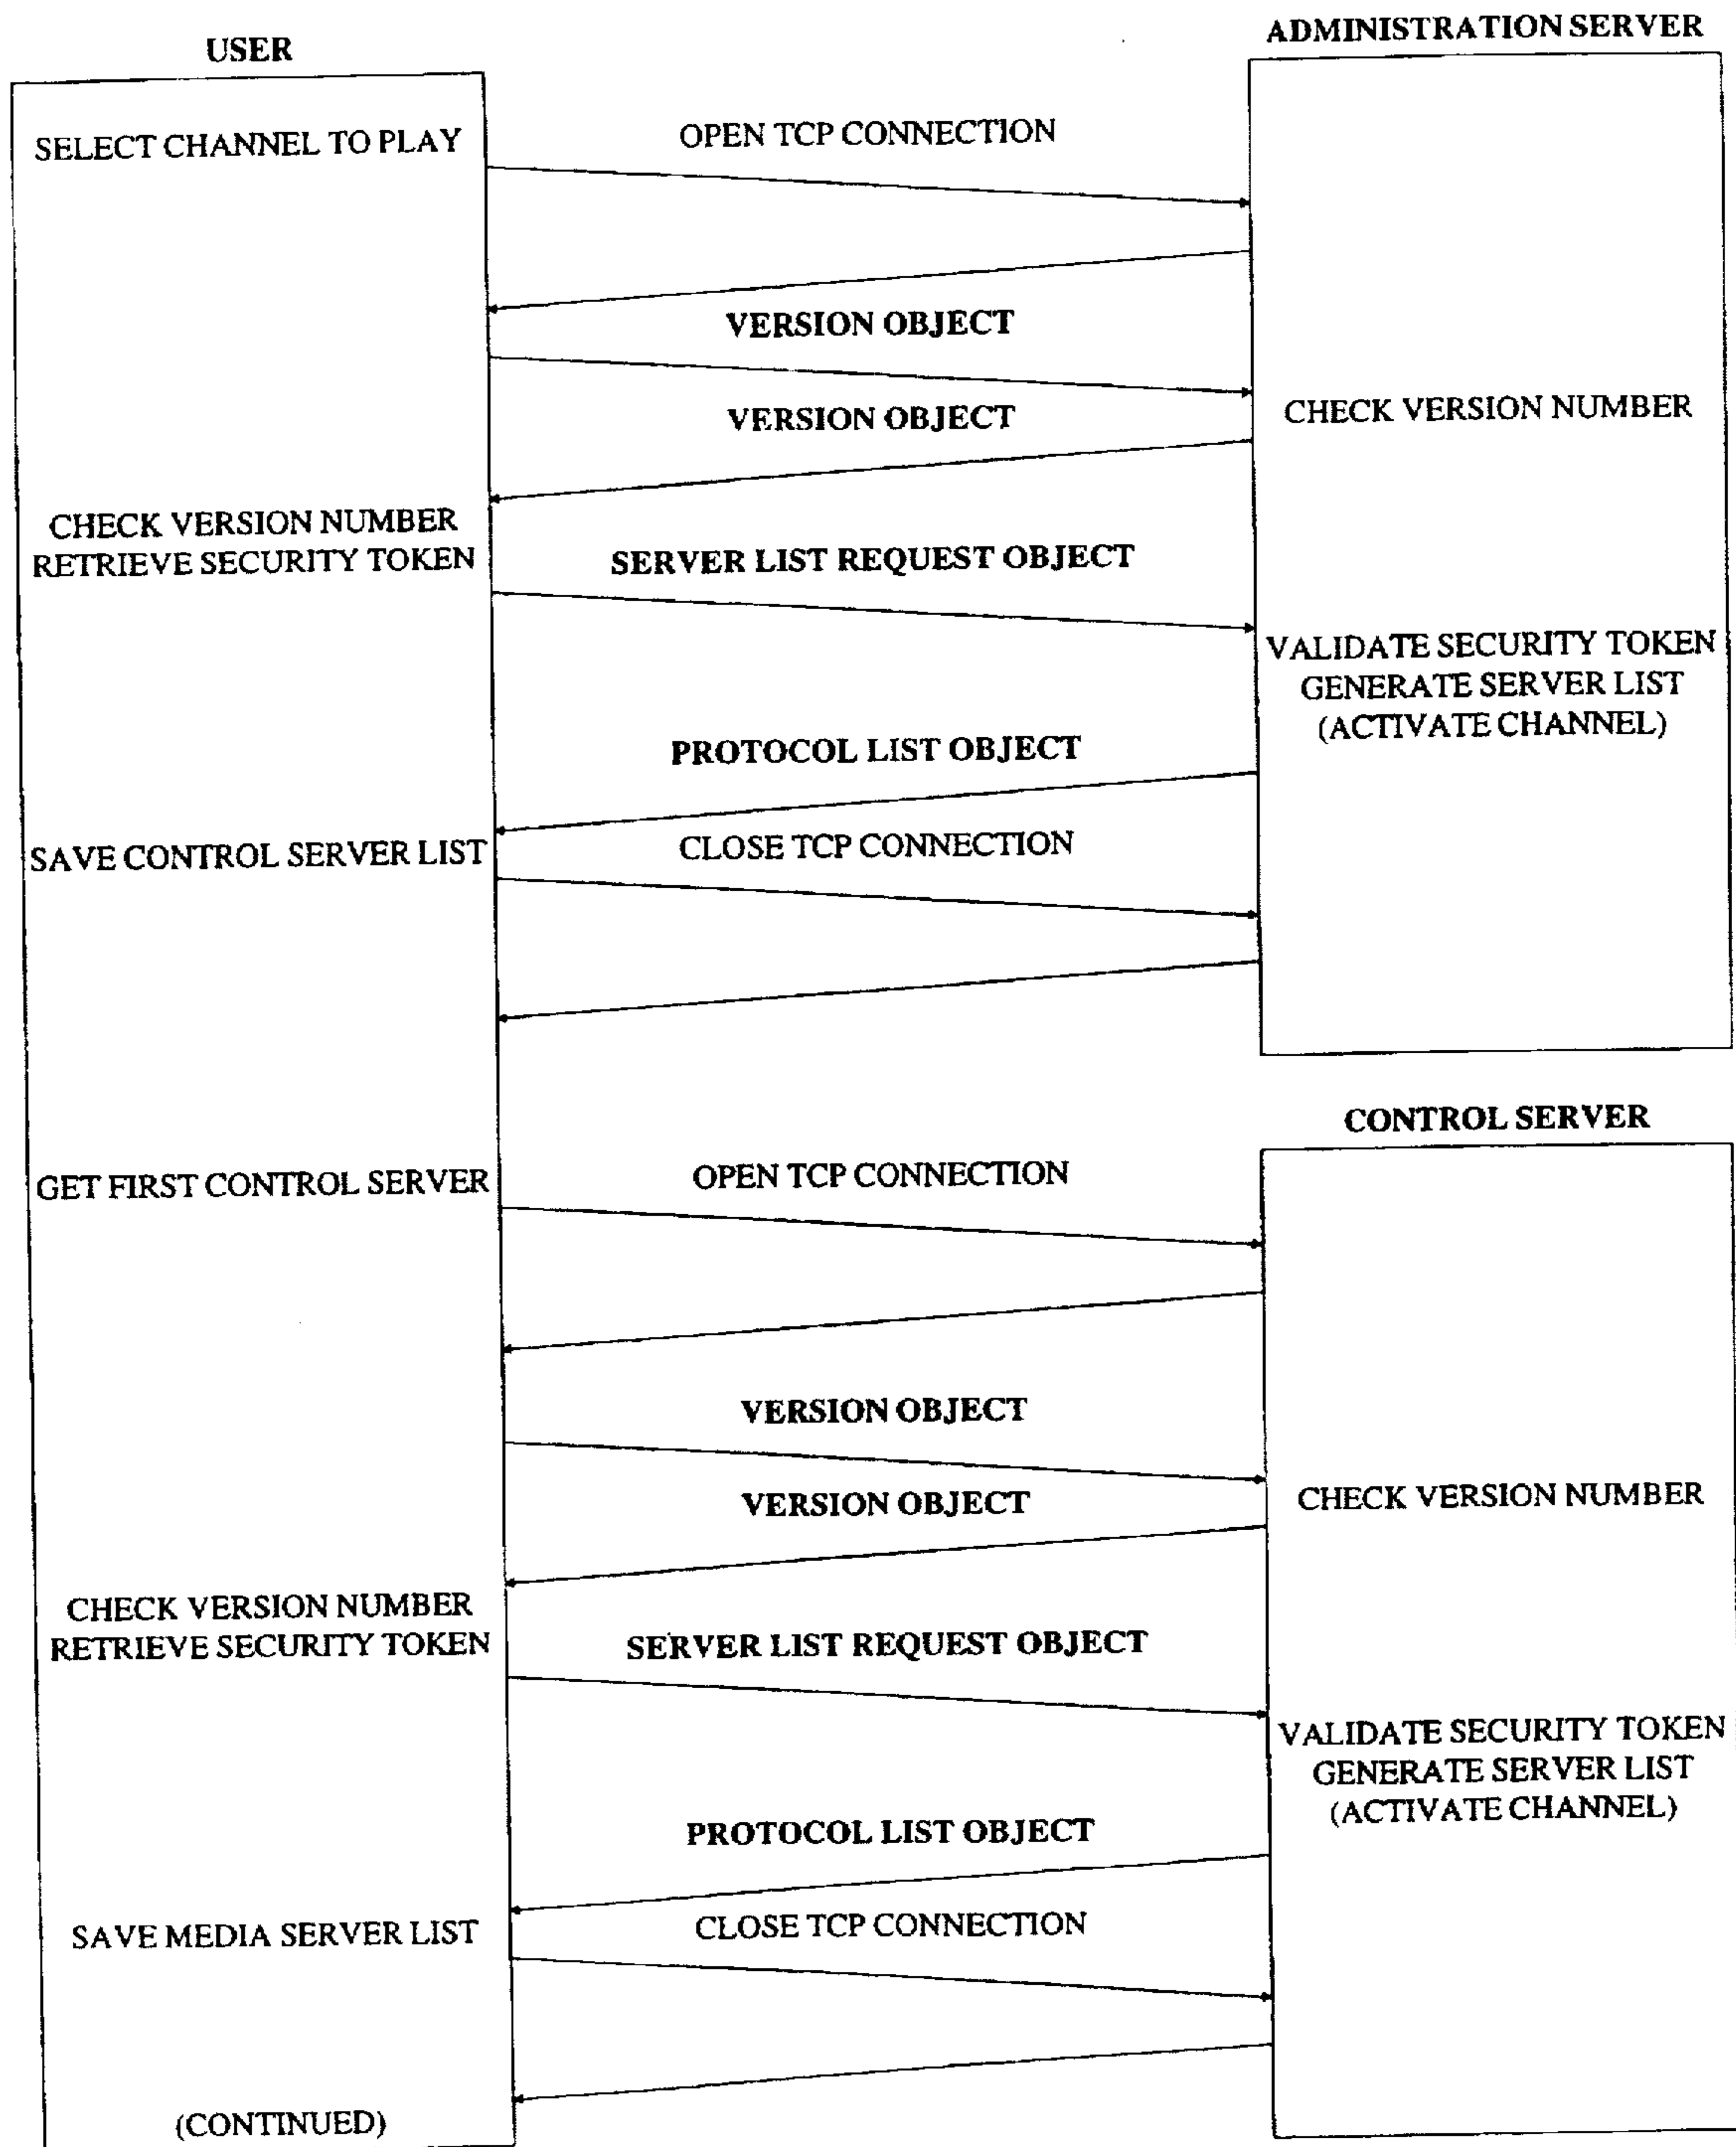 USER
ADMINISTRATION SERVER
SELECT CHANNEL TO PLAY
OPEN TCP CONNECTION
VERSION OBJECT
VERSION OBJECT
CHECK VERSION NUMBER
CHECK VERSION NUMBER
RETRIEVE SECURITY TOKEN
SERVER LIST REQUEST OBJECT
VALIDATE SECURITY TOKEN
GENERATE SERVER LIST
(ACTIVATE CHANNEL)
PROTOCOL LIST OBJECT
SAVE CONTROL SERVER LIST
CLOSE TCP CONNECTION
CONTROL SERVER
GET FIRST CONTROL SERVER
OPEN TCP CONNECTION
VERSION OBJECT
VERSION OBJECT
CHECK VERSION NUMBER
CHECK VERSION NUMBER
RETRIEVE SECURITY TOKEN
SERVER LIST REQUEST OBJECT
VALIDATE SECURITY TOKEN
GENERATE SERVER LIST
(ACTIVATE CHANNEL)
PROTOCOL LIST OBJECT
SAVE MEDIA SERVER LIST
CLOSE TCP CONNECTION
(CONTINUED)